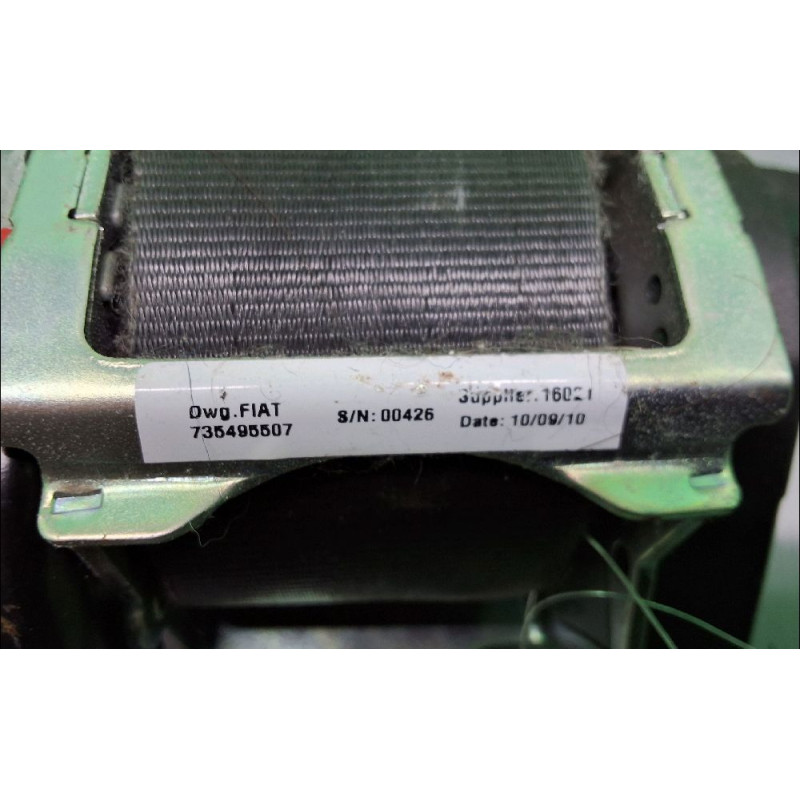 Dwg.FIAT
735495507
S/N: 00426
Supplier.16021
Date: 10/09/10